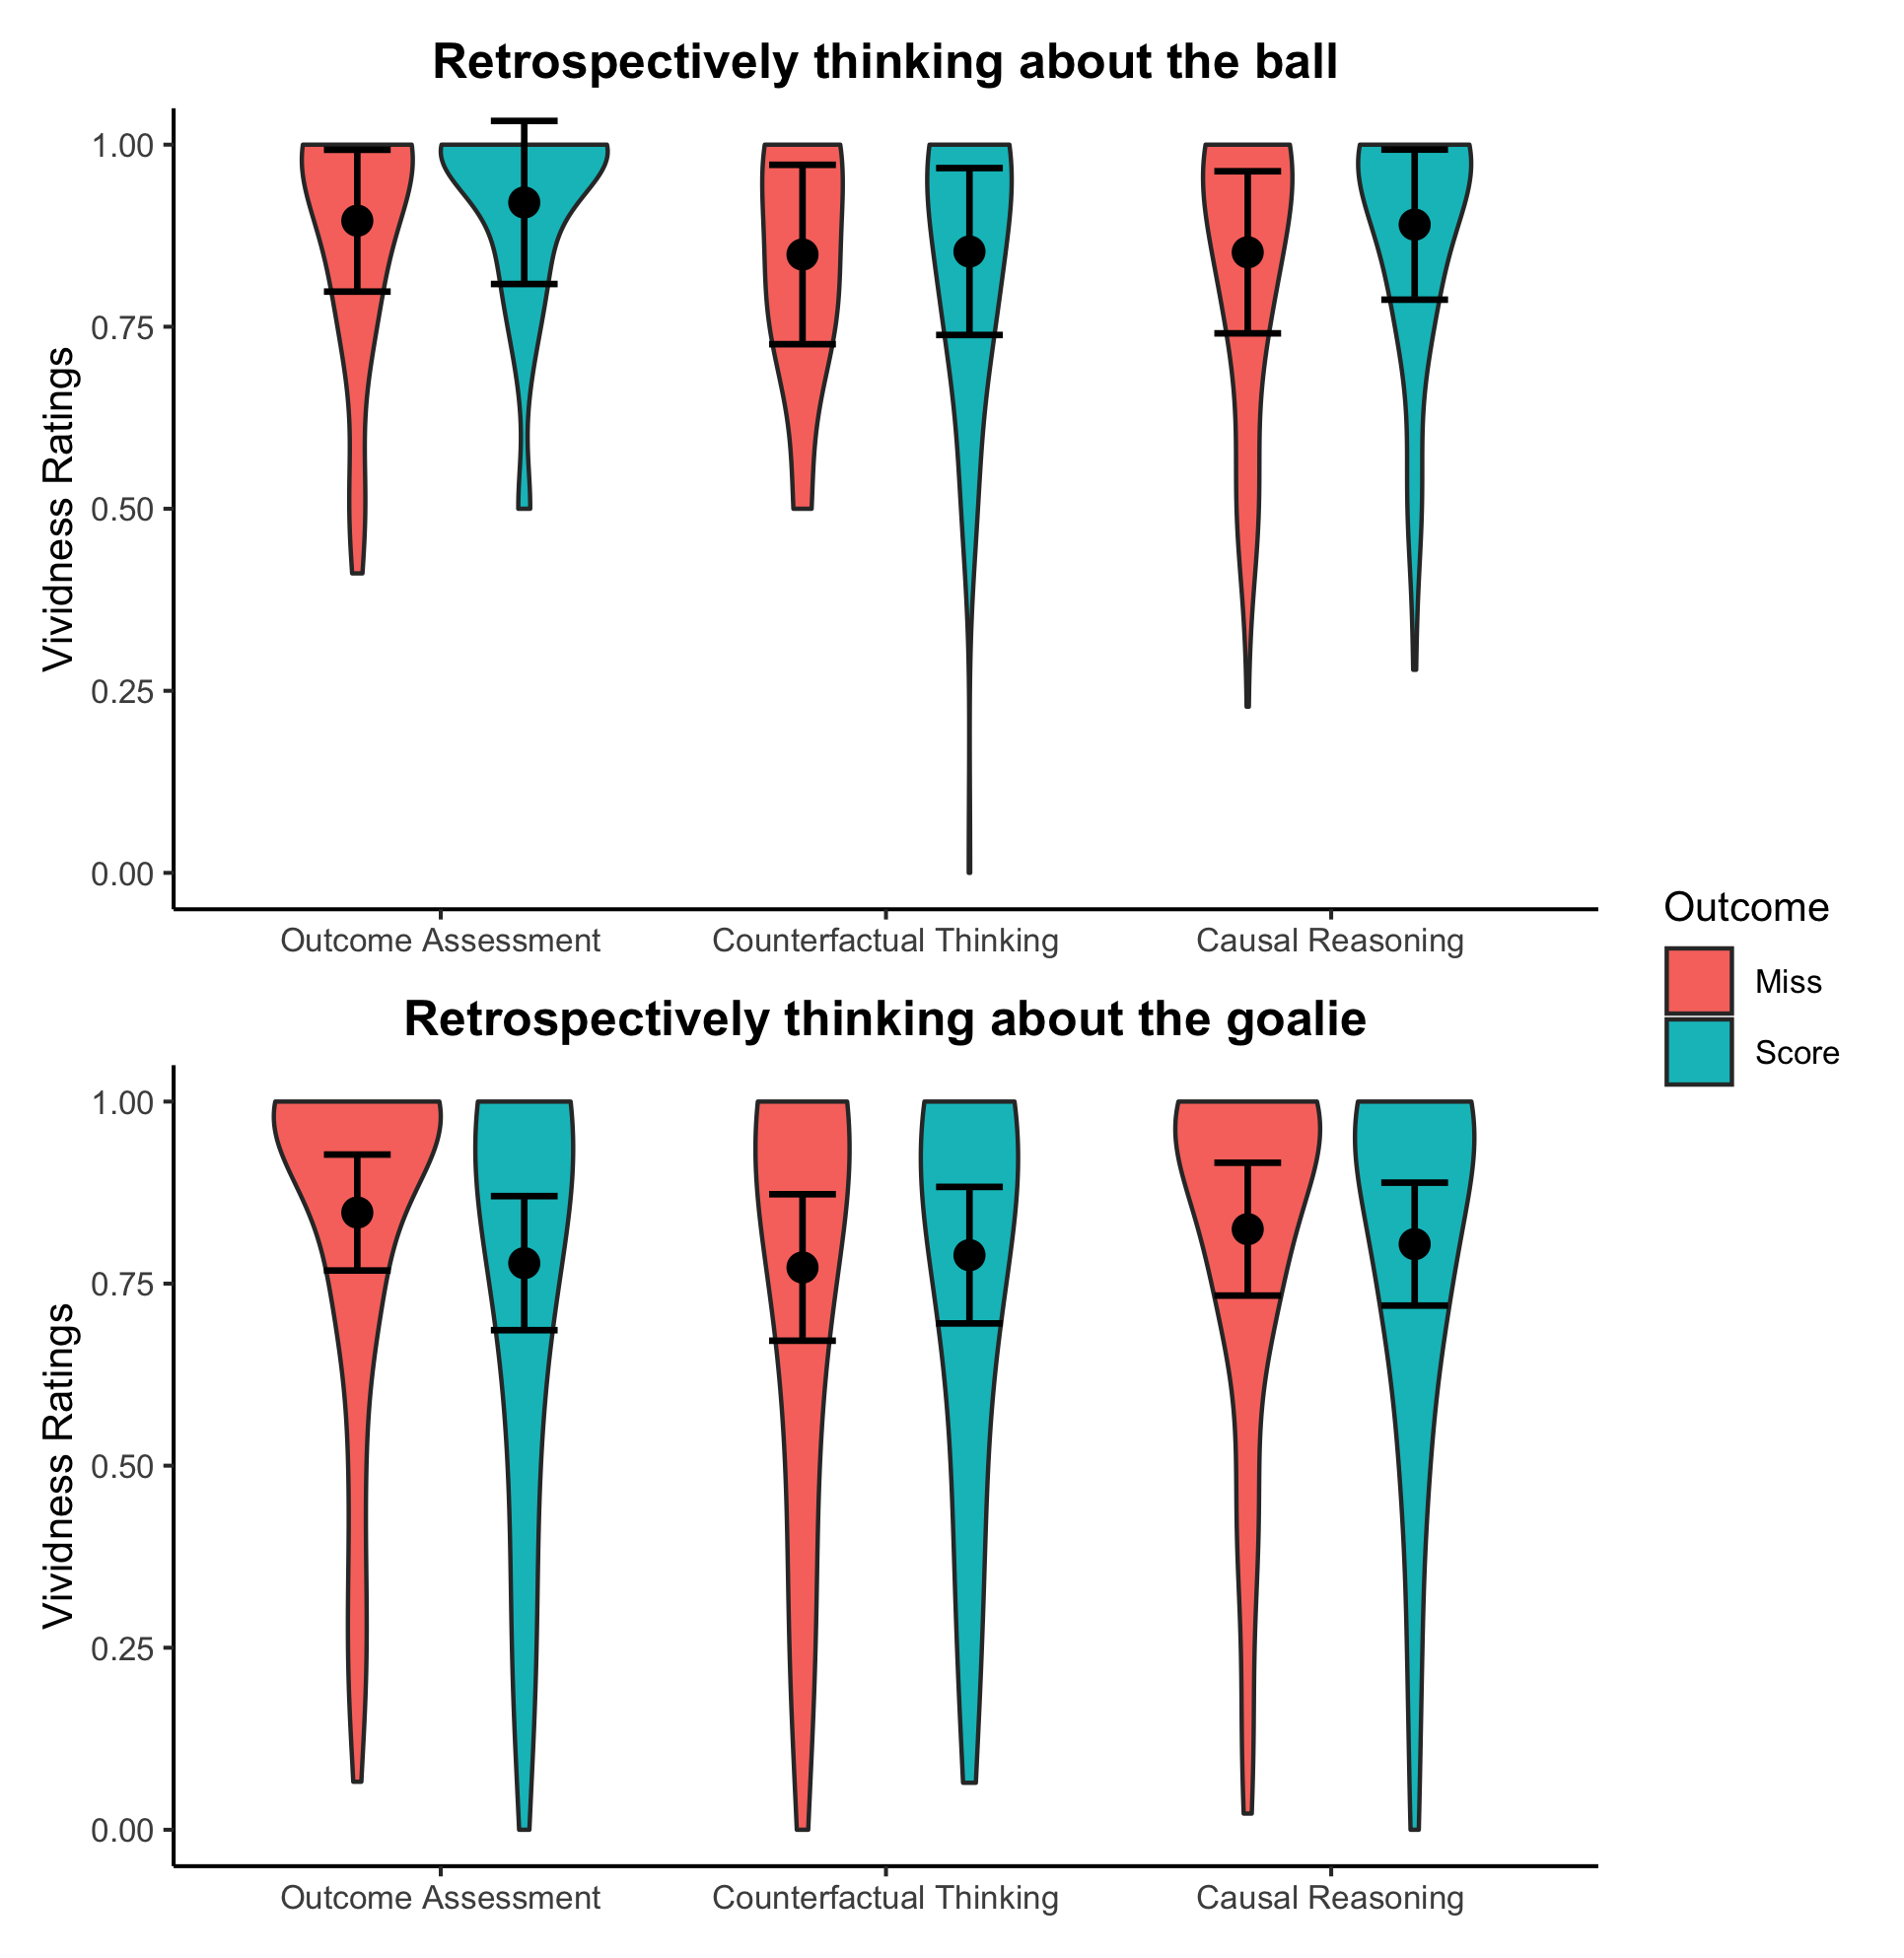 Retrospectively thinking about the ball
Vividness Ratings
1.00
0.75
0.50
0.25
0.00
Outcome Assessment
Counterfactual Thinking
Causal Reasoning
Outcome
Miss
Score
Retrospectively thinking about the goalie
Vividness Ratings
1.00
0.75
0.50
0.25
0.00
Outcome Assessment
Counterfactual Thinking
Causal Reasoning